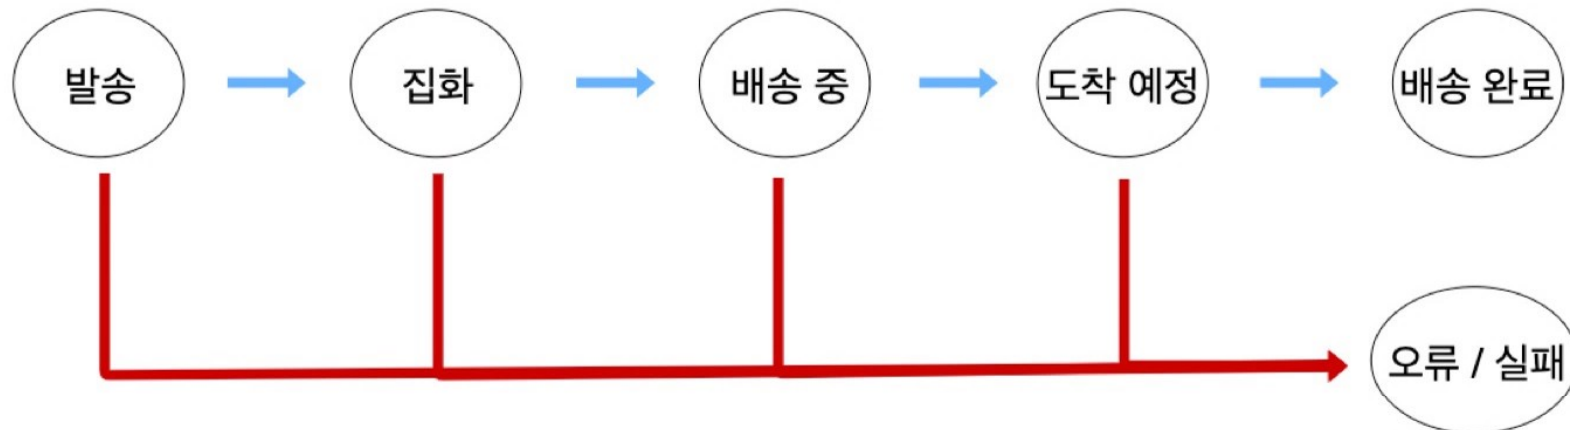 발송
집화
배송 중
도착 예정
배송 완료
오류 / 실패